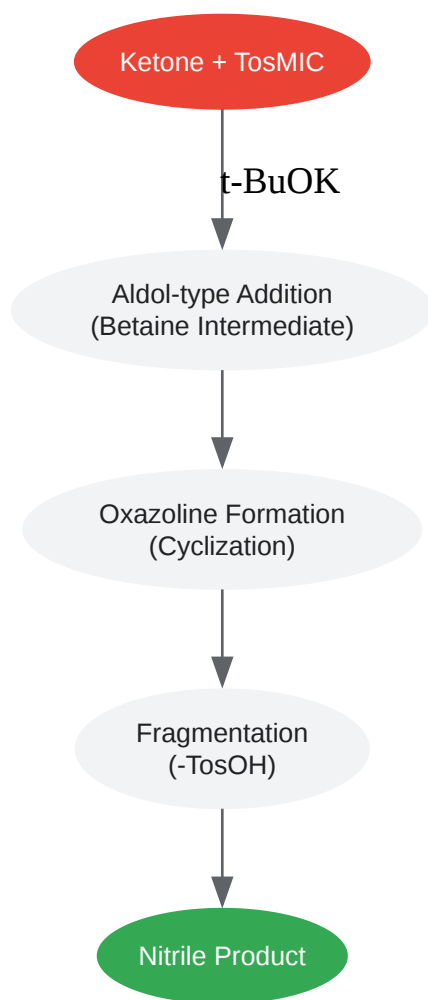 Ketone + TosMIC
t-BuOK
Aldol-type Addition
(Betaine Intermediate)
Oxazoline Formation
(Cyclization)
Fragmentation
(-TosOH)
Nitrile Product